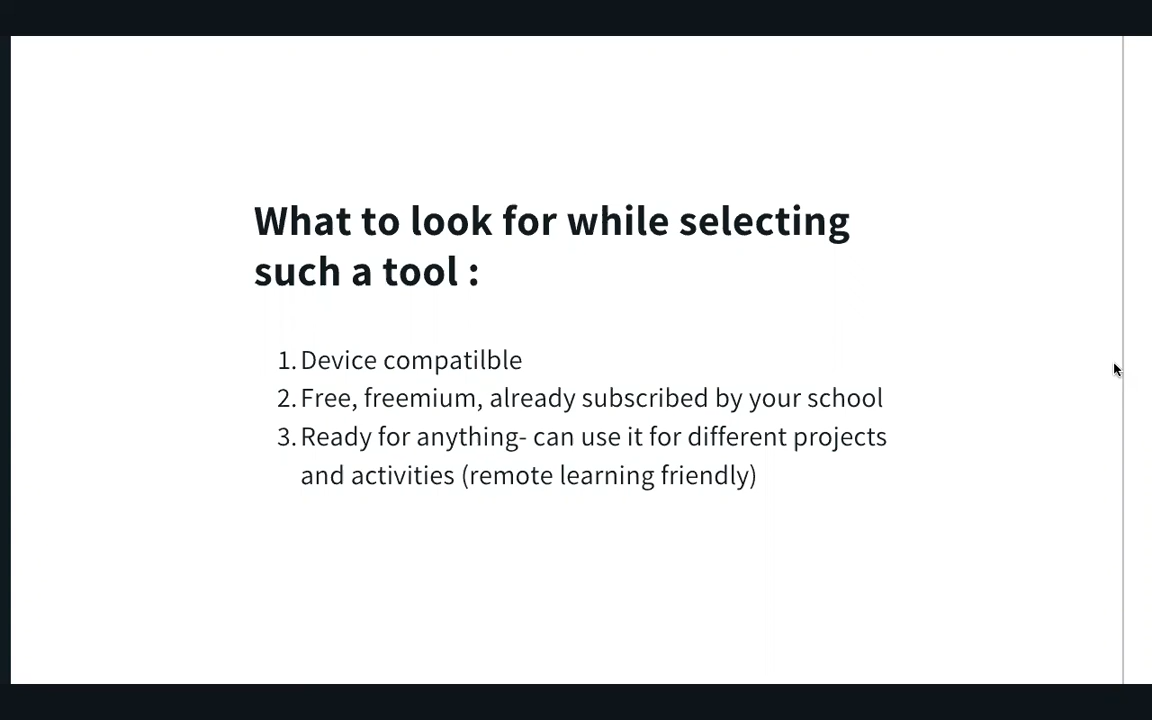 What to look for while selecting
such a tool :
1. Device compatilble
2. Free, freemium, already subscribed by your school
3. Ready for anything- can use it for different projects
and activities (remote learning friendly)